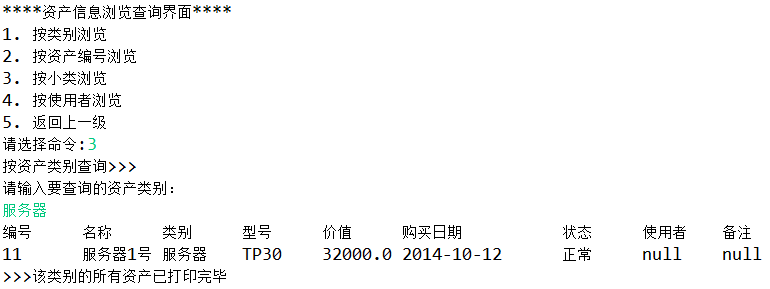 ****资产信息浏览查询界面****
1. 按类别浏览
2. 按资产编号浏览
3. 按小类浏览
4. 按使用者浏览
5. 返回上一级
请选择命令:3
按资产类别查询>>>
请输入要查询的资产类别：
服务器
编号 名称 类别 型号 价值 购买日期 状态 使用者 备注
11 服务器1号 服务器 TP30 32000.0 2014-10-12 正常 null null
>>>该类别的所有资产已打印完毕